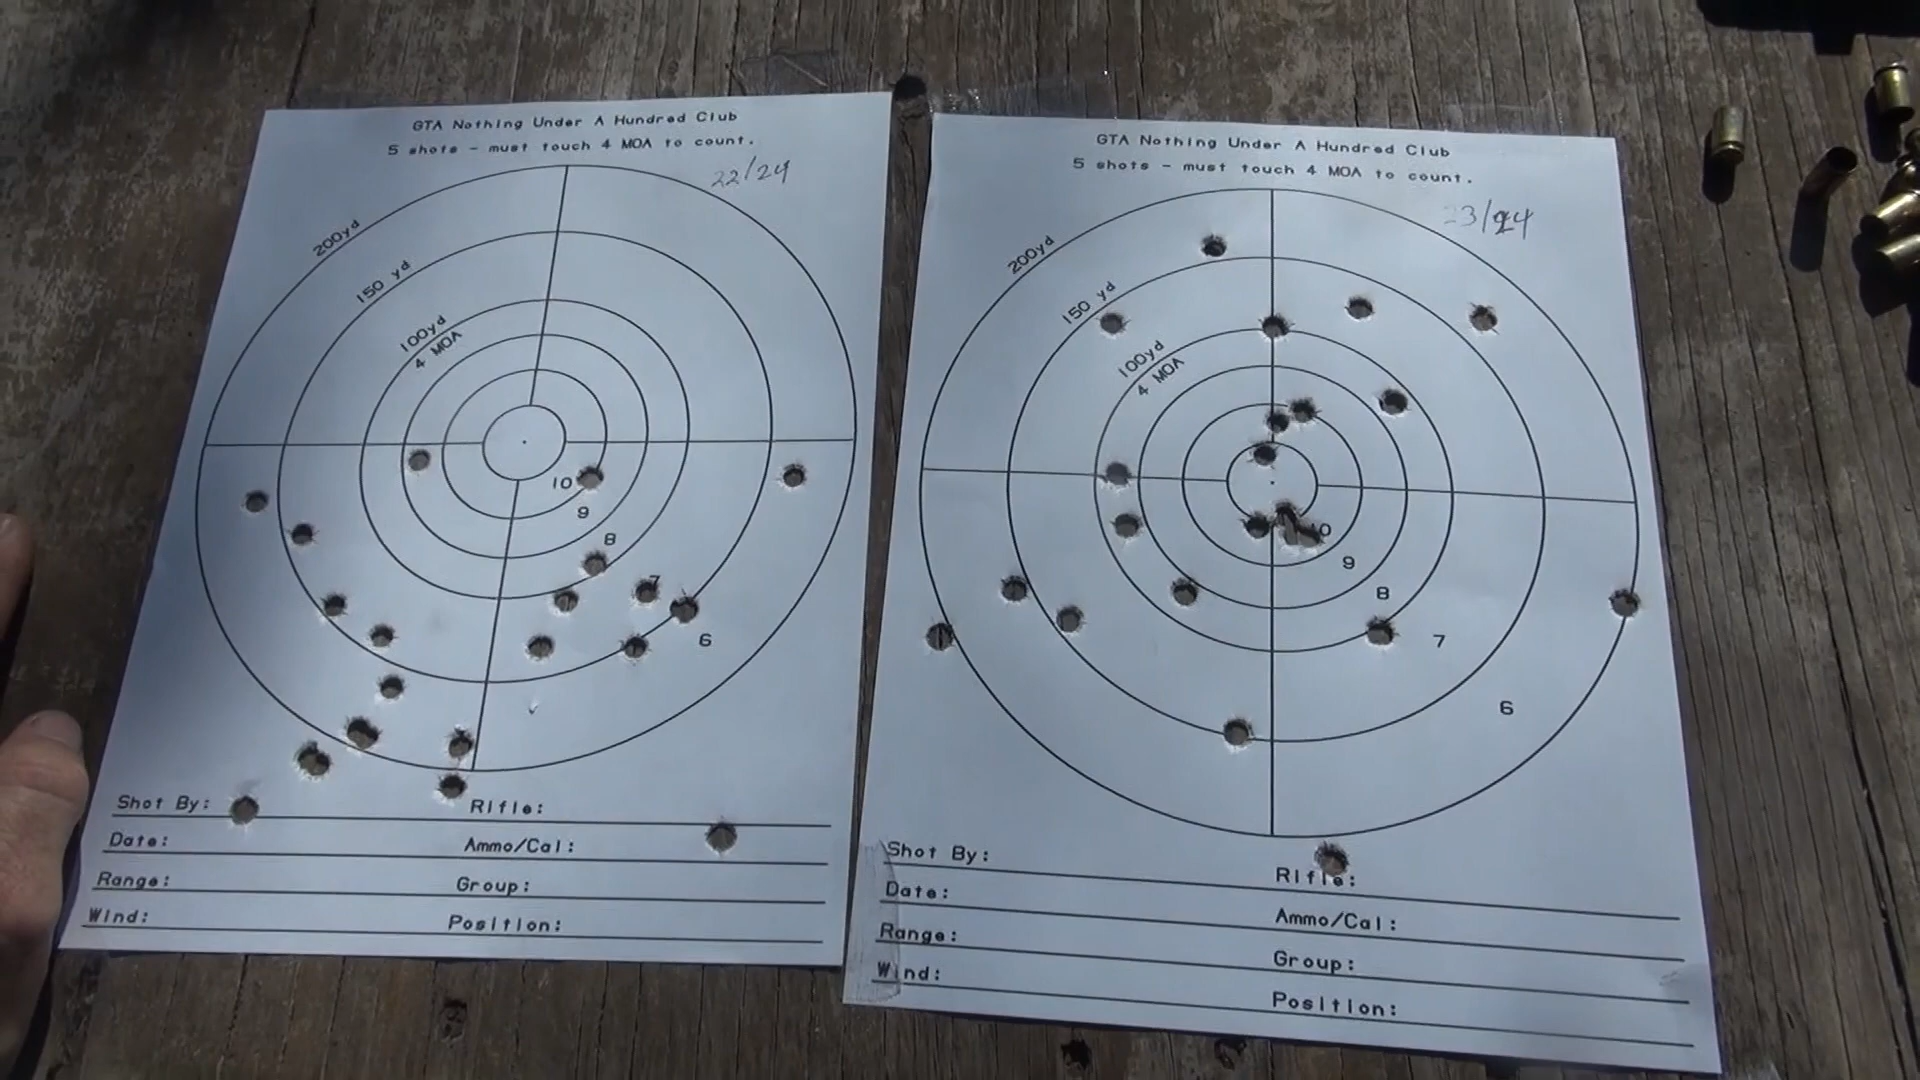 GTA Nothing Under A Hundred Club
5 shots - must touch 4 MOA to count.
22/24
200yd
150 yd
100yd
4 MOA
10
9
8
7
6
Shot By: Rifle:
Date: Ammo/Cal:
Range: Group:
Wind: Position:
GTA Nothing Under A Hundred Club
5 shots - must touch 4 MOA to count.
23/24
200yd
150 yd
100yd
4 MOA
10
9
8
7
6
Shot By: Rifle:
Date: Ammo/Cal:
Range: Group:
Wind: Position: